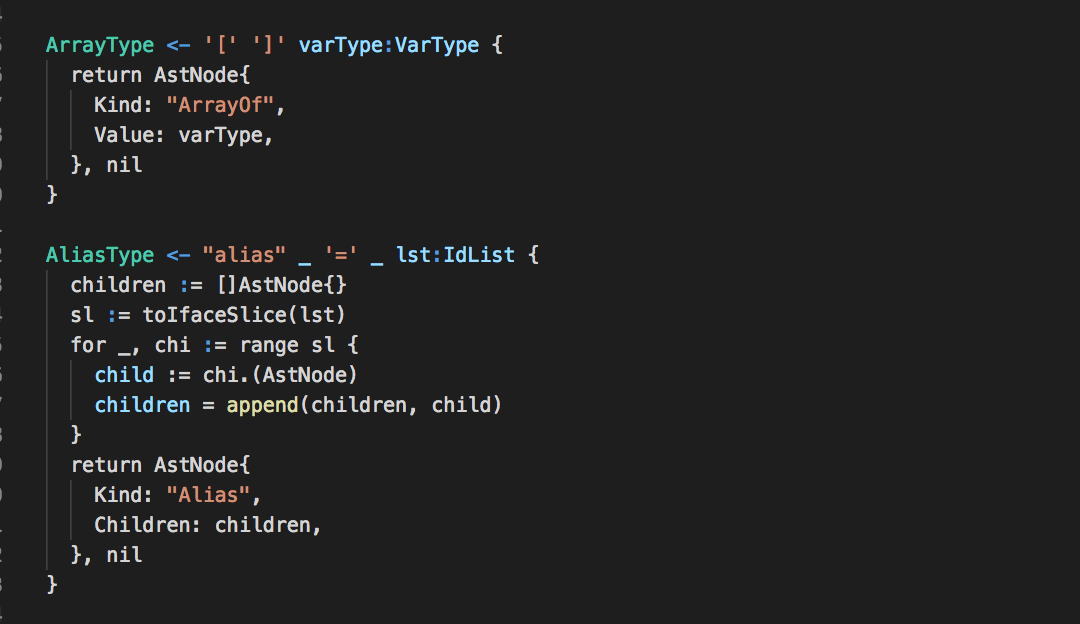 ArrayType <- '[' ']' varType:VarType {
  return AstNode{
    Kind: "ArrayOf",
    Value: varType,
  }, nil
}

AliasType <- "alias" _ '=' _ lst:IdList {
  children := []AstNode{}
  sl := toIfaceSlice(lst)
  for _, chi := range sl {
    child := chi.(AstNode)
    children = append(children, child)
  }
  return AstNode{
    Kind: "Alias",
    Children: children,
  }, nil
}